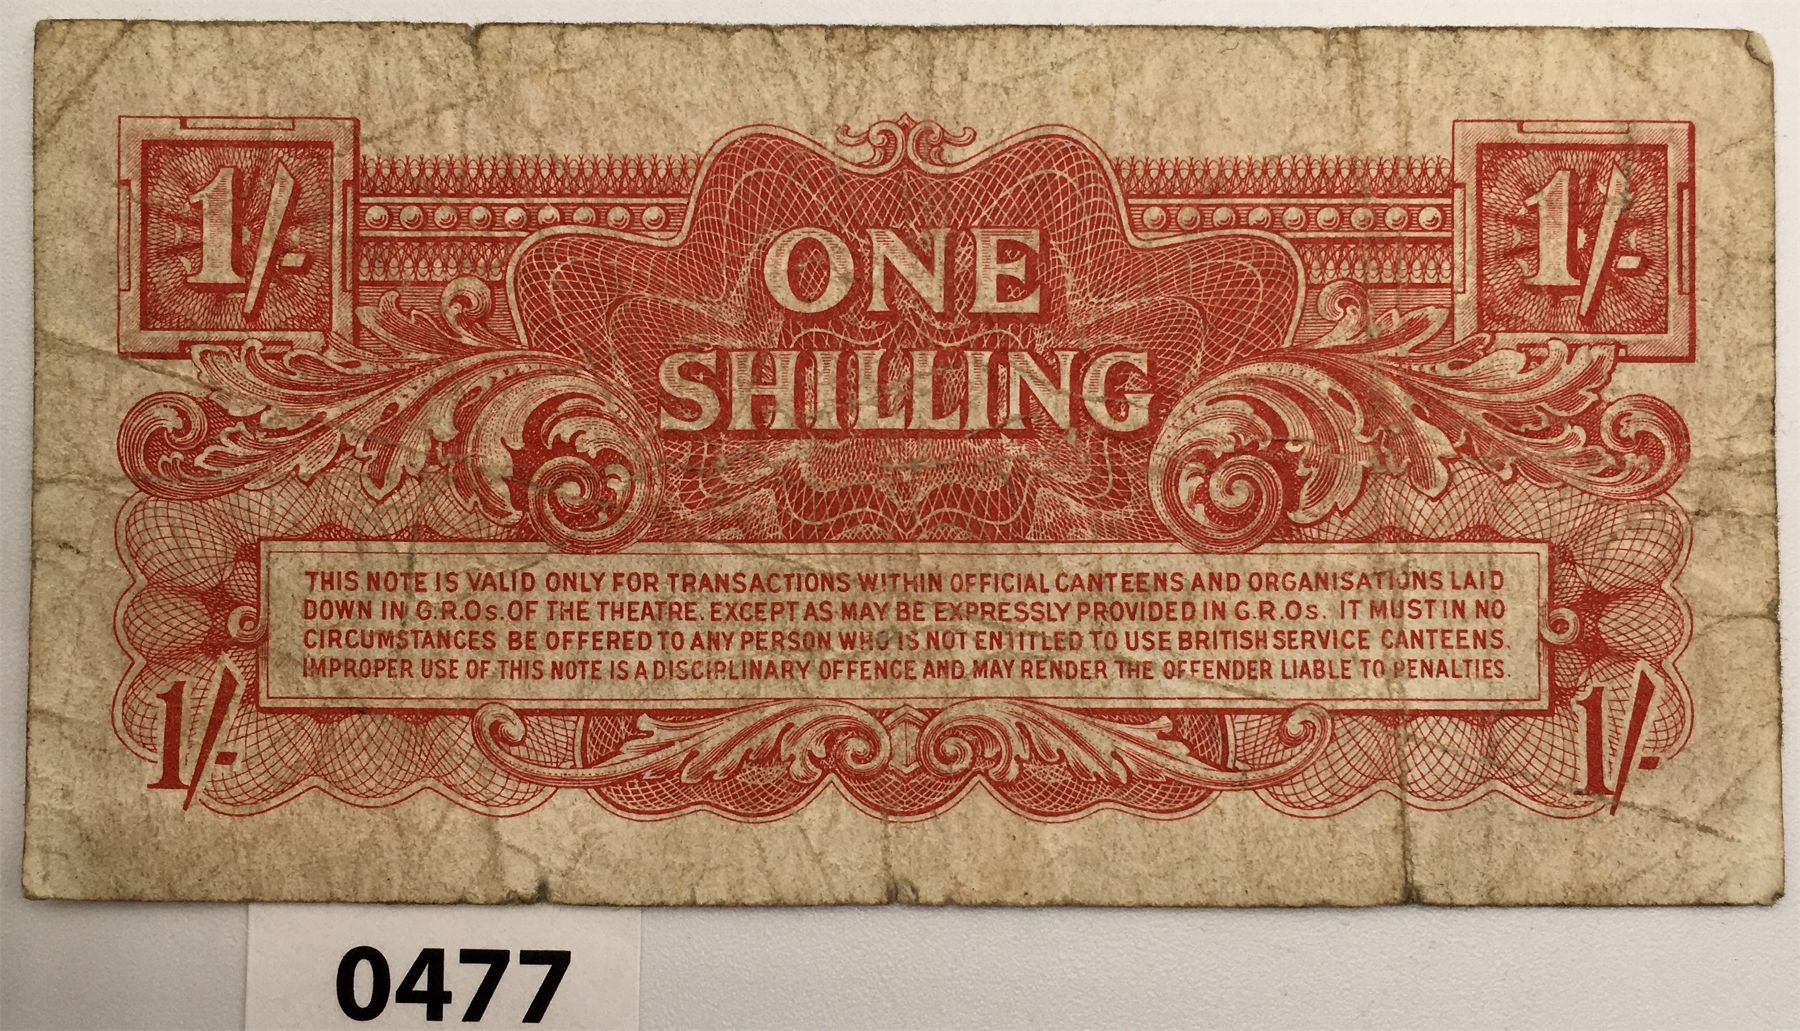 1/- 1/-
ONE
SHILLING
THIS NOTE IS VALID ONLY FOR TRANSACTIONS WITHIN OFFICIAL CANTEENS AND ORGANISATIONS LAID
DOWN IN G.R.Os. OF THE THEATRE. EXCEPT AS MAY BE EXPRESSLY PROVIDED IN G.R.Os. IT MUST IN NO
CIRCUMSTANCES BE OFFERED TO ANY PERSON WHO IS NOT ENTITLED TO USE BRITISH SERVICE CANTEENS.
IMPROPER USE OF THIS NOTE IS A DISCIPLINARY OFFENCE AND MAY RENDER THE OFFENDER LIABLE TO PENALTIES.
1/- 1/-
0477